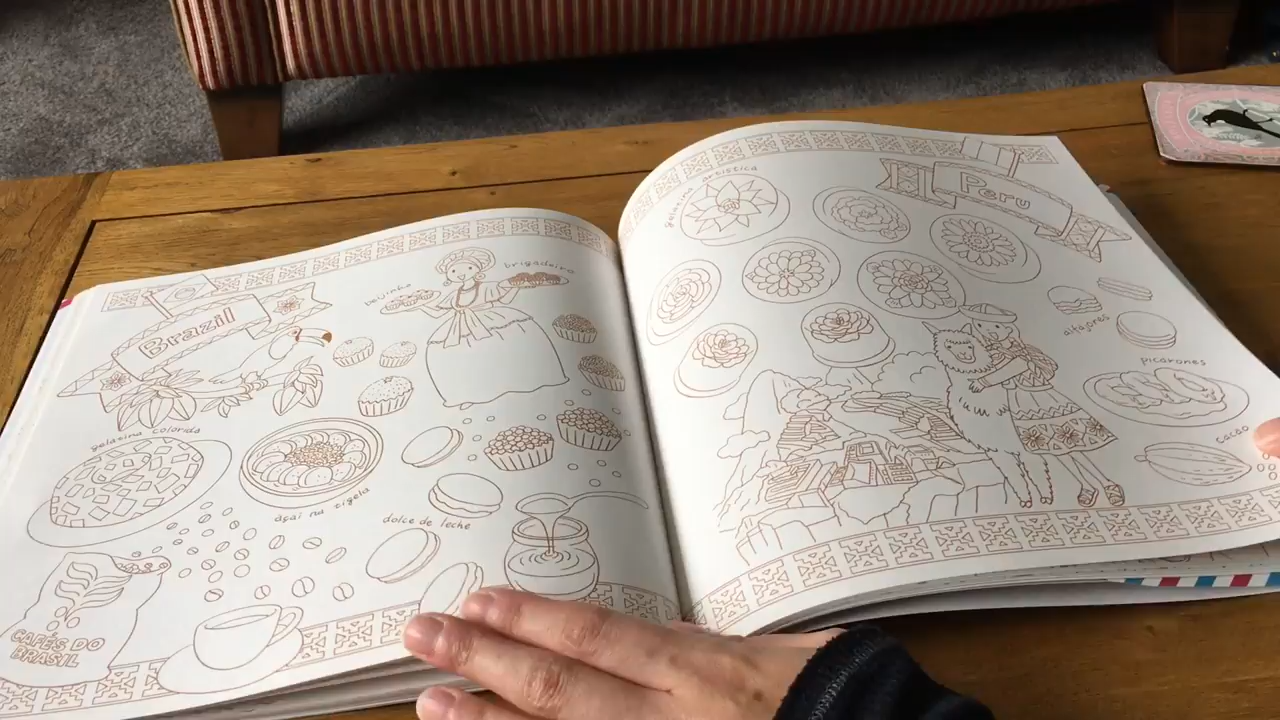 Brazil
beijinho
brigadeiro
gelatina colorida
açaí na tigela
dolce de leche
CAFÉS DO
BRASIL
gelatina artistica
Peru
alfajores
picarones
cacao